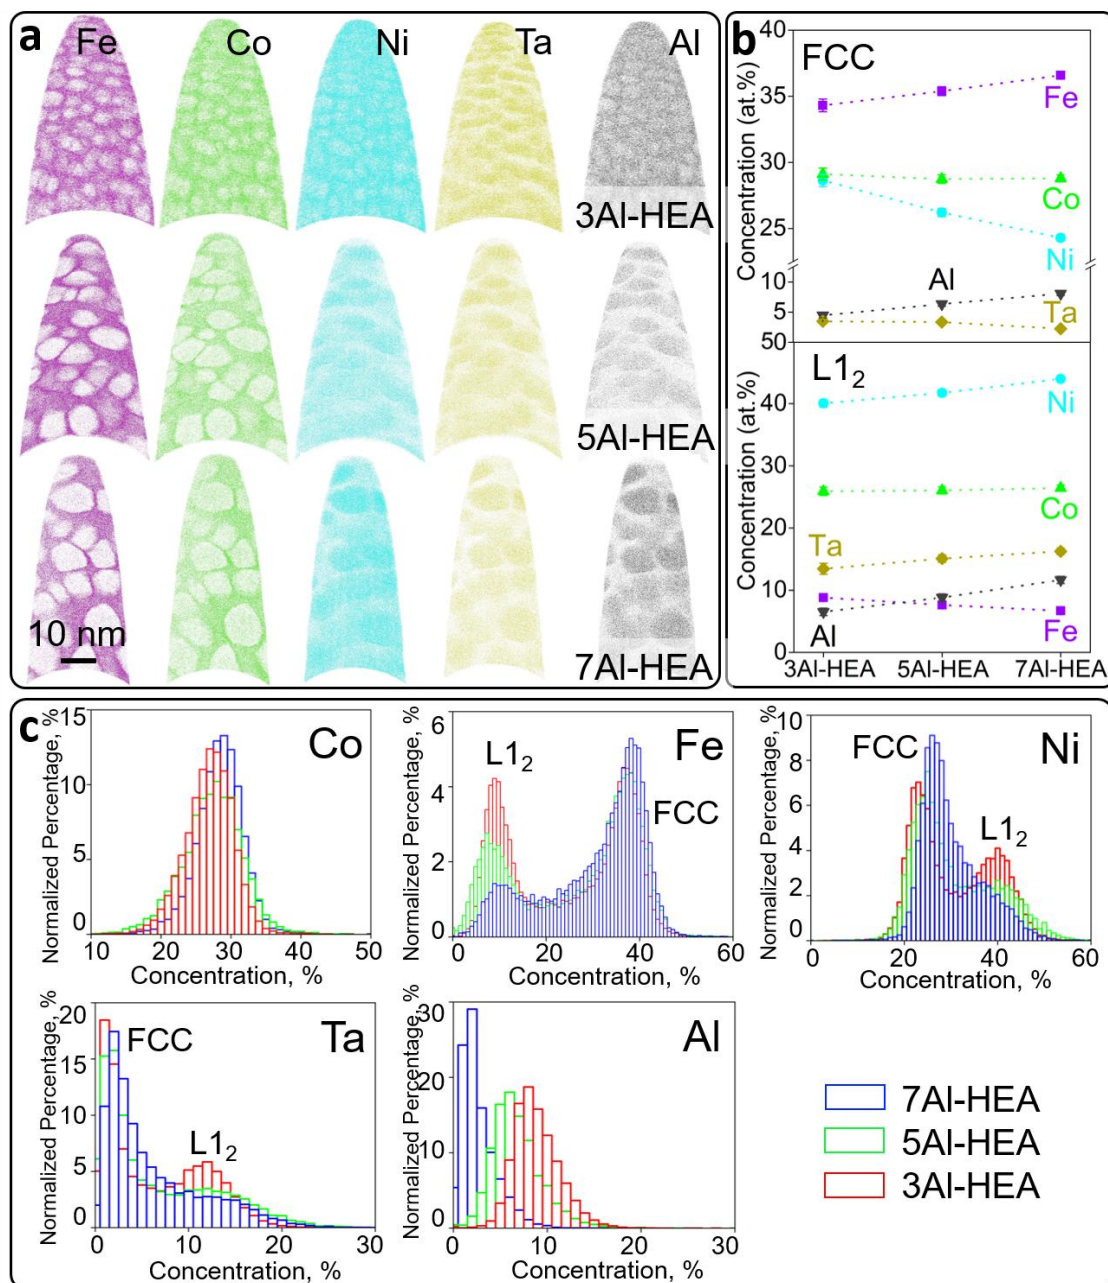 a
Fe Co Ni Ta Al
3Al-HEA
5Al-HEA
10 nm
7Al-HEA
b
FCC
Concentration (at.%)
40
35
30
25
10
5
Fe
Co
Ni
Al
Ta
L1₂
Concentration (at.%)
50
40
30
20
10
0
Ni
Co
Ta
Al
Fe
3Al-HEA 5Al-HEA 7Al-HEA
c
Normalized Percentage, %
15
10
5
0
Co
10 20 30 40 50
Concentration, %
Normalized Percentage, %
6
4
2
0
L1₂
Fe
FCC
0 20 40 60
Concentration, %
Normalized Percentage, %
10
8
6
4
2
0
FCC
Ni
L1₂
0 20 40 60
Concentration, %
Normalized Percentage, %
20
15
10
5
0
FCC
Ta
L1₂
0 10 20 30
Concentration, %
Normalized Percentage, %
30
20
10
0
Al
0 10 20 30
Concentration, %
7Al-HEA
5Al-HEA
3Al-HEA